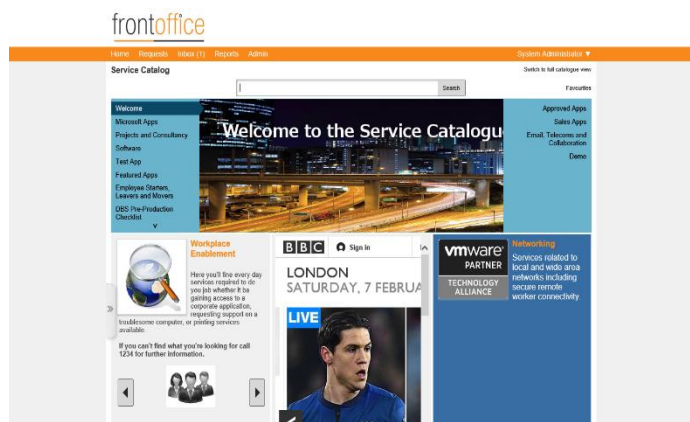 frontoffice
Home Requests Inbox (1) Reports Admin System Administrator ▼
Service Catalog
Switch to full catalogue view
Search
Favourites
Welcome
Microsoft Apps
Projects and Consultancy
Software
Test App
Featured Apps
Employee Starters,
Leavers and Movers
DBS Pre-Production
Checklist
Welcome to the Service Catalogu
Approved Apps
Sales Apps
Email, Telecoms and
Collaboration
Demo
Workplace
Enablement
Here you'll fine every day
services required to do
you job whether it be
gaining access to a
corporate application,
requesting support on a
troublesome computer, or printing services
available.
If you can't find what you're looking for call
1234 for further information.
BBC Sign in
LONDON
SATURDAY, 7 FEBRUA
LIVE
vmware
PARTNER
TECHNOLOGY
ALLIANCE
Networking
Services related to
local and wide area
networks including
secure remote
worker connectivity.